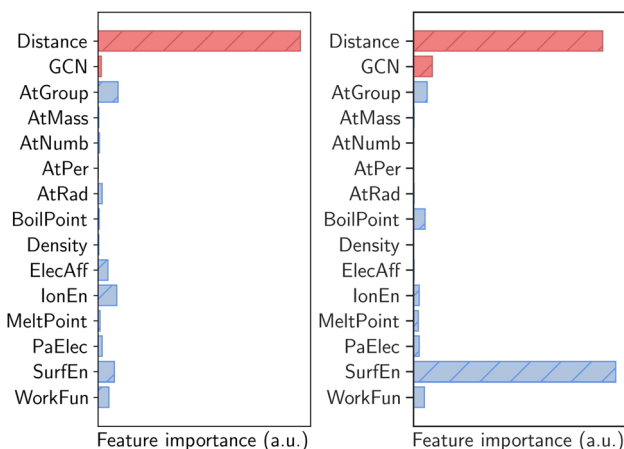 Distance
GCN
AtGroup
AtMass
AtNumb
AtPer
AtRad
BoilPoint
Density
ElecAff
IonEn
MeltPoint
PaElec
SurfEn
WorkFun
Feature importance (a.u.)
Distance
GCN
AtGroup
AtMass
AtNumb
AtPer
AtRad
BoilPoint
Density
ElecAff
IonEn
MeltPoint
PaElec
SurfEn
WorkFun
Feature importance (a.u.)